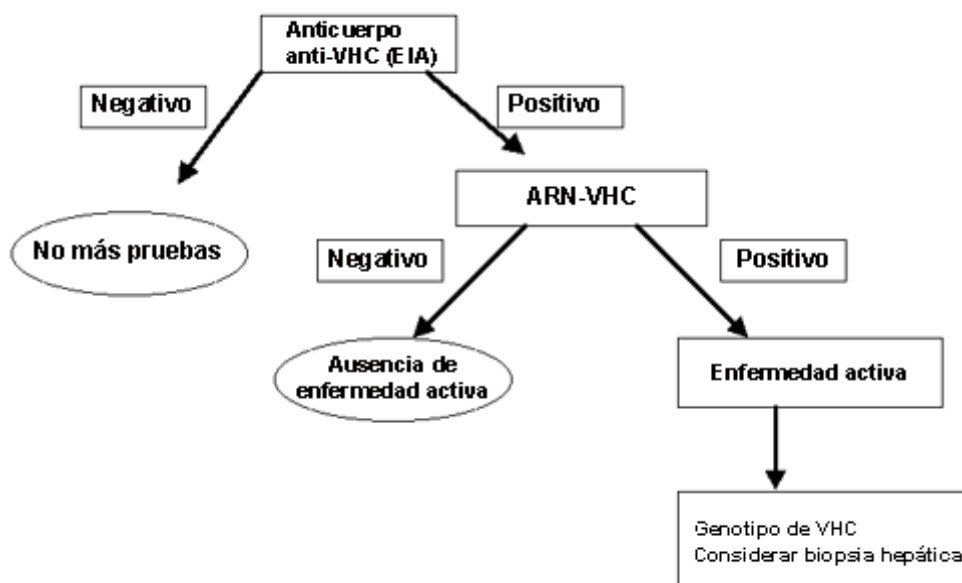 Anticuerpo
anti-VHC (EIA)
Negativo
Positivo
ARN-VHC
No más pruebas
Negativo
Positivo
Ausencia de
enfermedad activa
Enfermedad activa
Genotipo de VHC
Considerar biopsia hepática